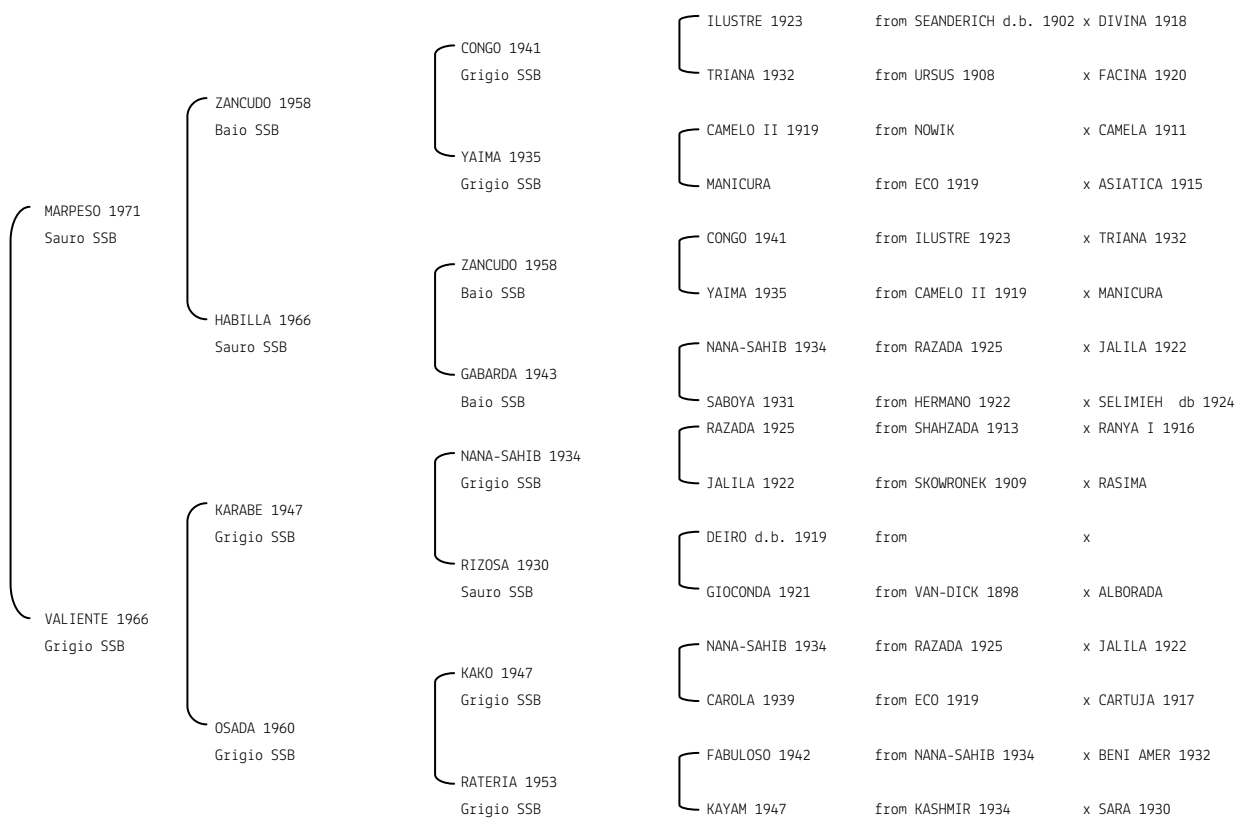 ILUSTRE 1923 from SEANDERICH d.b. 1902 x DIVINA 1918
CONGO 1941
Grigio SSB TRIANA 1932 from URSUS 1908 x FACINA 1920
ZANCUDO 1958
Baio SSB CAMELO II 1919 from NOWIK x CAMELA 1911
YAIMA 1935
Grigio SSB MANICURA from ECO 1919 x ASIATICA 1915
MARPESO 1971
Sauro SSB CONGO 1941 from ILUSTRE 1923 x TRIANA 1932
ZANCUDO 1958
Baio SSB YAIMA 1935 from CAMELO II 1919 x MANICURA
HABILLA 1966
Sauro SSB NANA-SAHIB 1934 from RAZADA 1925 x JALILA 1922
GABARDA 1943
Baio SSB SABOYA 1931 from HERMANO 1922 x SELIMIEH db 1924
RAZADA 1925 from SHAHZADA 1913 x RANYA I 1916
NANA-SAHIB 1934
Grigio SSB JALILA 1922 from SKOWRONEK 1909 x RASIMA
KARABE 1947
Grigio SSB DEIRO d.b. 1919 from x
RIZOSA 1930
Sauro SSB GIOCONDA 1921 from VAN-DICK 1898 x ALBORADA
VALIENTE 1966
Grigio SSB NANA-SAHIB 1934 from RAZADA 1925 x JALILA 1922
KAKO 1947
Grigio SSB CAROLA 1939 from ECO 1919 x CARTUJA 1917
OSADA 1960
Grigio SSB FABULOSO 1942 from NANA-SAHIB 1934 x BENI AMER 1932
RATERIA 1953
Grigio SSB KAYAM 1947 from KASHMIR 1934 x SARA 1930